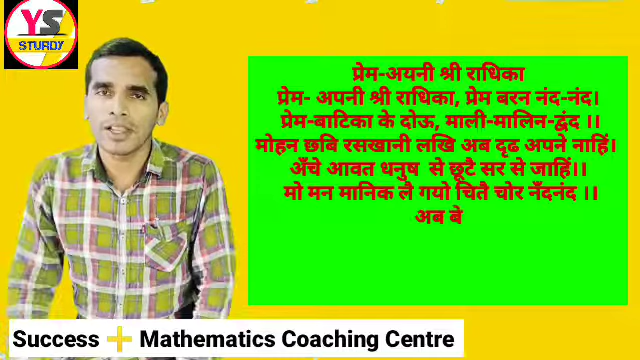 YS
STURDY
प्रेम-अयनी श्री राधिका
प्रेम- अपनी श्री राधिका, प्रेम बरन नंद-नंद।
प्रेम-बाटिका के दोऊ, माली-मालिन-द्वंद ।।
मोहन छबि रसखानी लखि अब दृढ अपने नाहिं।
अँचे आवत धनुष से छूटै सर से जाहिं।।
मो मन मानिक लै गयो चितै चोर नँदनंद ।।
अब बे
Success + Mathematics Coaching Centre